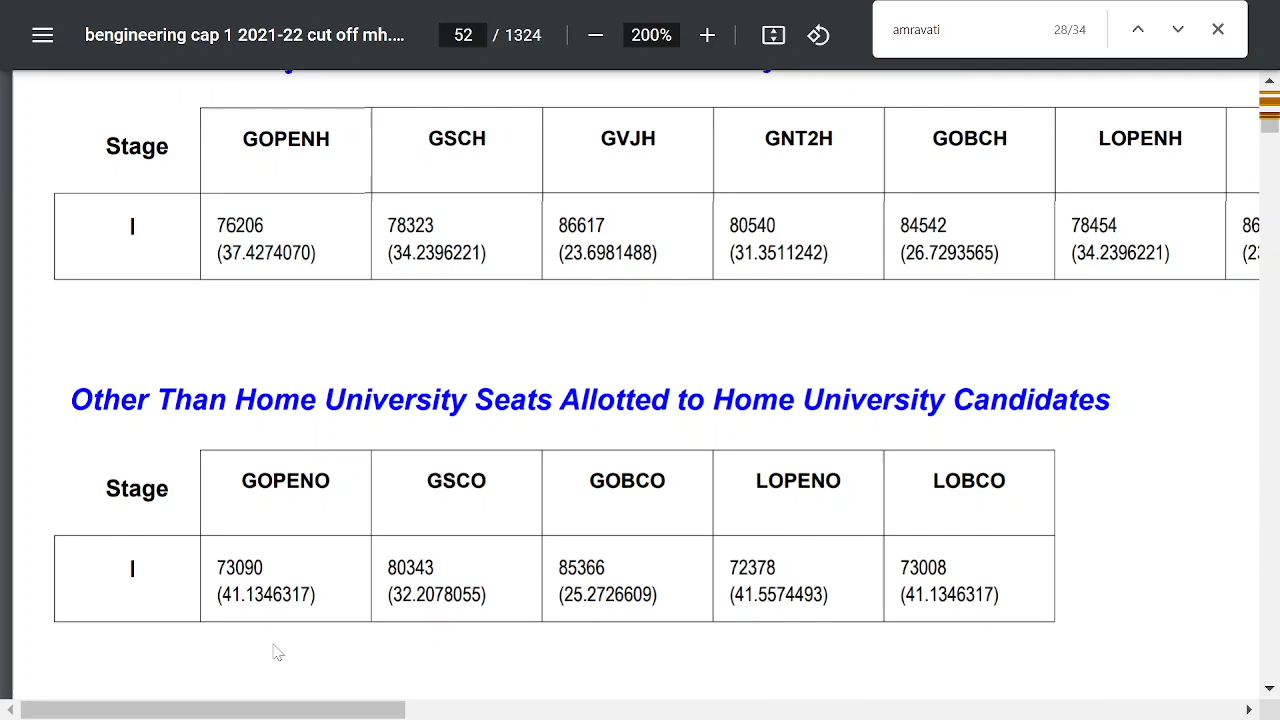 bengineering cap 1 2021-22 cut off mh....
52 / 1324
200%
amravati
28/34
Stage GOPENH GSCH GVJH GNT2H GOBCH LOPENH
I 76206 78323 86617 80540 84542 78454 86
(37.4274070) (34.2396221) (23.6981488) (31.3511242) (26.7293565) (34.2396221) (23
Other Than Home University Seats Allotted to Home University Candidates
Stage GOPENO GSCO GOBCO LOPENO LOBCO
I 73090 80343 85366 72378 73008
(41.1346317) (32.2078055) (25.2726609) (41.5574493) (41.1346317)